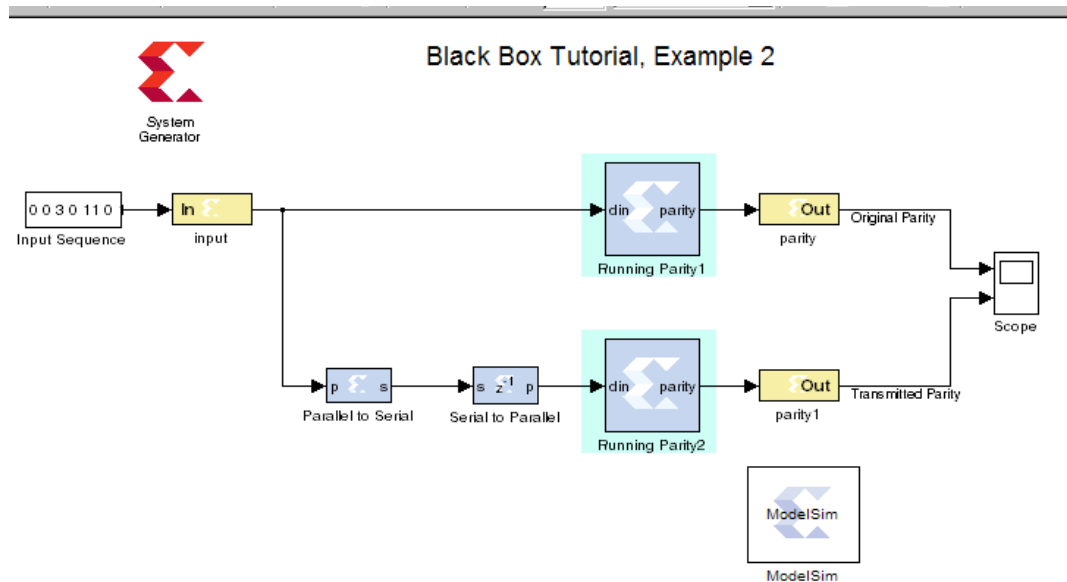 Black Box Tutorial, Example 2
System
Generator
0 0 3 0 11 0
Input Sequence
In
input
din parity
Running Parity1
Out
parity
Original Parity
Scope
p s
Parallel to Serial
s z-1 p
Serial to Parallel
din parity
Running Parity2
Out
parity1
Transmitted Parity
ModelSim
ModelSim